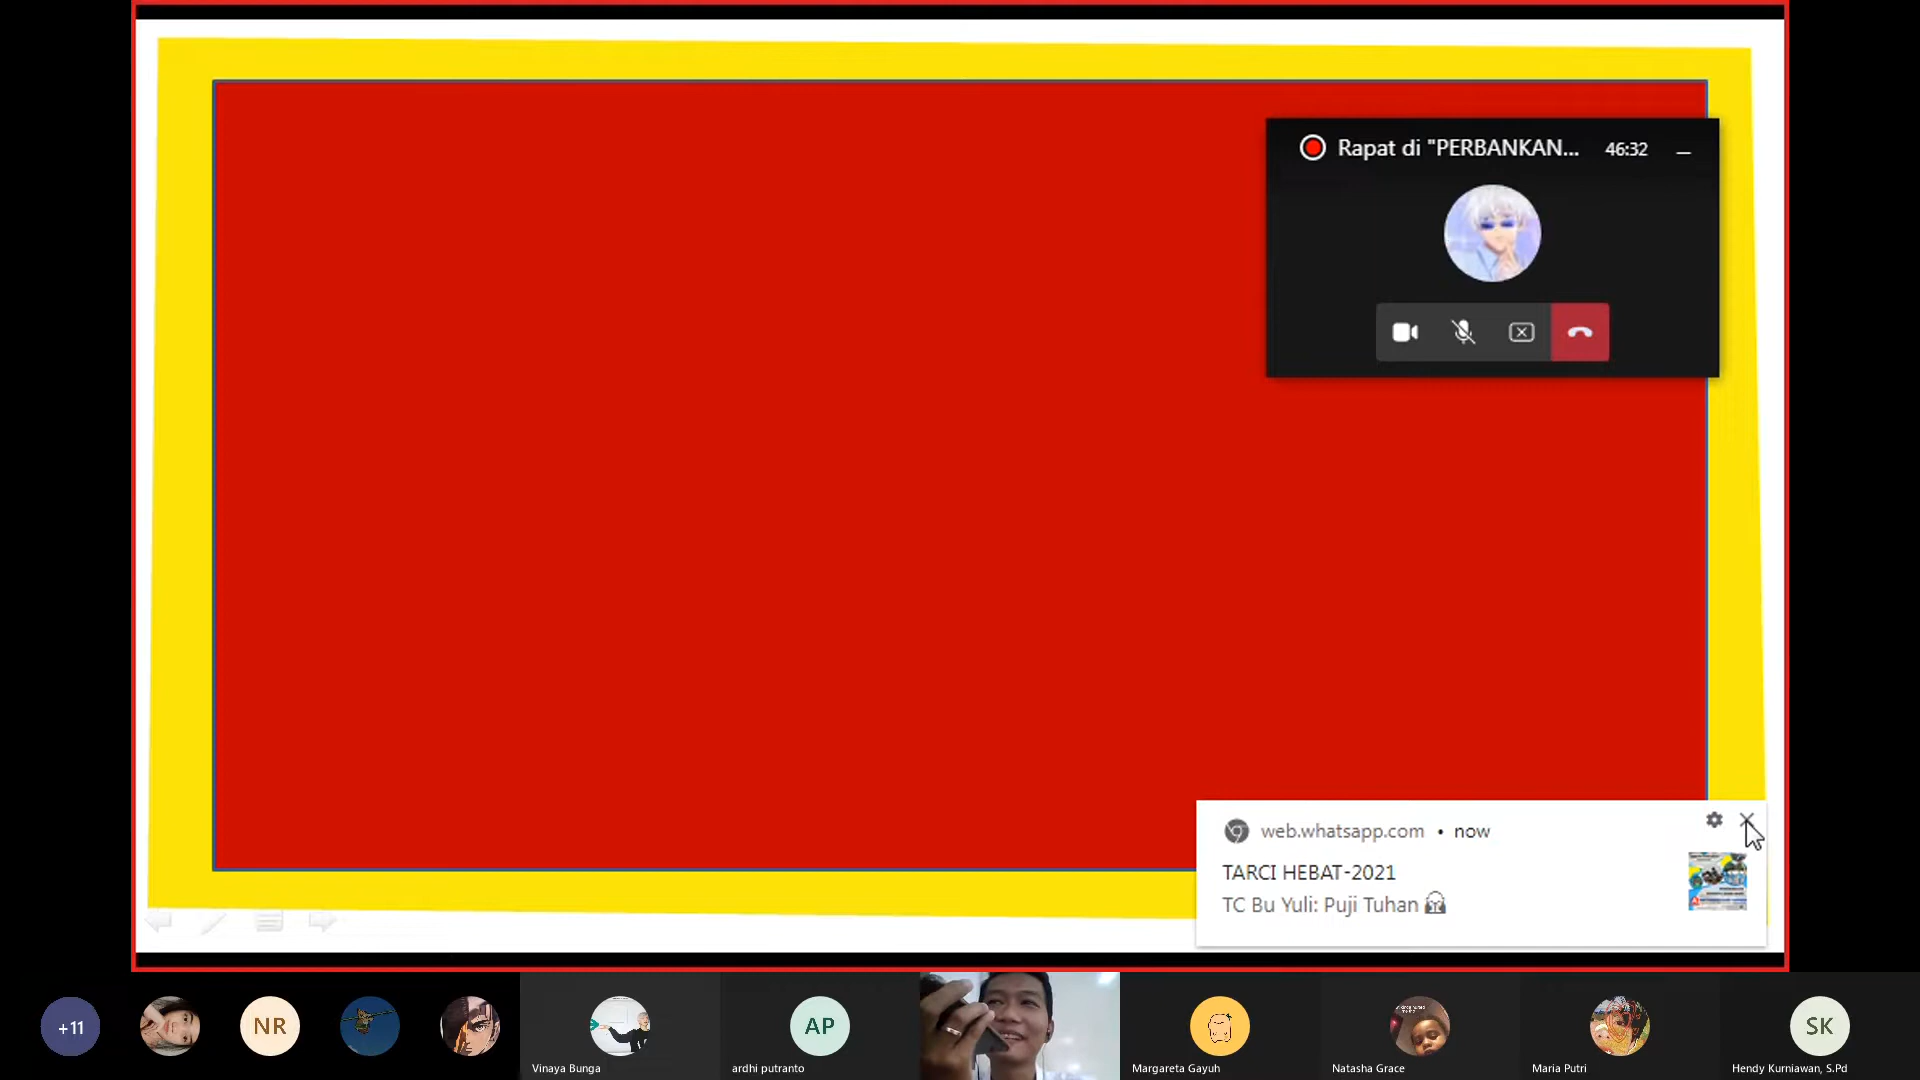 Rapat di "PERBANKAN... 46:32
web.whatsapp.com • now
TARCI HEBAT-2021
TC Bu Yuli: Puji Tuhan
+11
NR
AP
SK
Vinaya Bunga
ardhi putranto
Margareta Gayuh
Natasha Grace
Maria Putri
Hendy Kurniawan, S.Pd